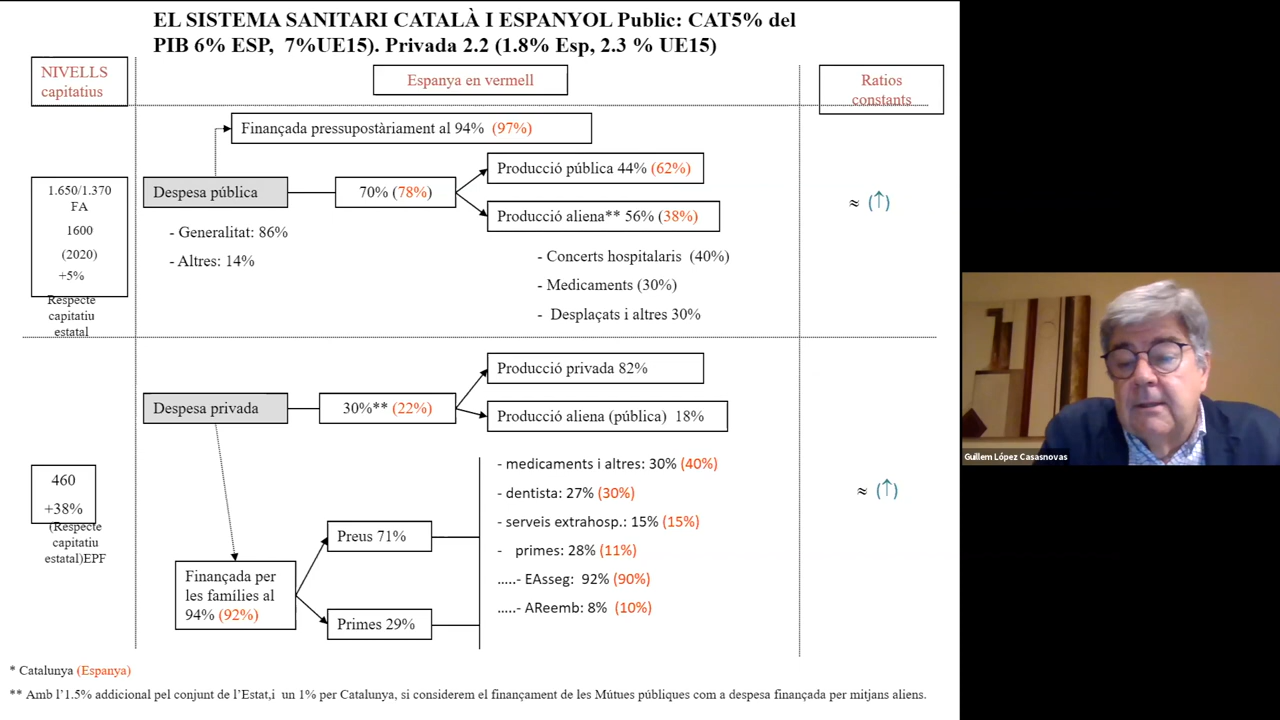 EL SISTEMA SANITARI CATALÀ I ESPANYOL Public: CAT5% del
PIB 6% ESP, 7%UE15). Privada 2.2 (1.8% Esp, 2.3 % UE15)
NIVELLS
capitatius
Espanya en vermell
Ratios
constants
Finançada pressupostàriament al 94% (97%)
Producció pública 44% (62%)
1.650/1.370
FA
1600
(2020)
+5%
Respecte
capitatiu
estatal
Despesa pública
70% (78%)
≈ (↑)
Producció aliena** 56% (38%)
- Generalitat: 86%
- Altres: 14%
- Concerts hospitalaris (40%)
- Medicaments (30%)
- Desplaçats i altres 30%
Producció privada 82%
Despesa privada
30%** (22%)
Producció aliena (pública) 18%
460
+38%
(Respecte
capitatiu
estatal)EPF
- medicaments i altres: 30% (40%)
- dentista: 27% (30%)
- serveis extrahosp.: 15% (15%)
- primes: 28% (11%)
…..- EAsseg: 92% (90%)
…..- AReemb: 8% (10%)
≈ (↑)
Preus 71%
Finançada per
les famílies al
94% (92%)
Primes 29%
* Catalunya (Espanya)
** Amb l’1.5% addicional pel conjunt de l’Estat,i un 1% per Catalunya, si considerem el finançament de les Mútues públiques com a despesa finançada per mitjans aliens.
Guillem López Casasnovas